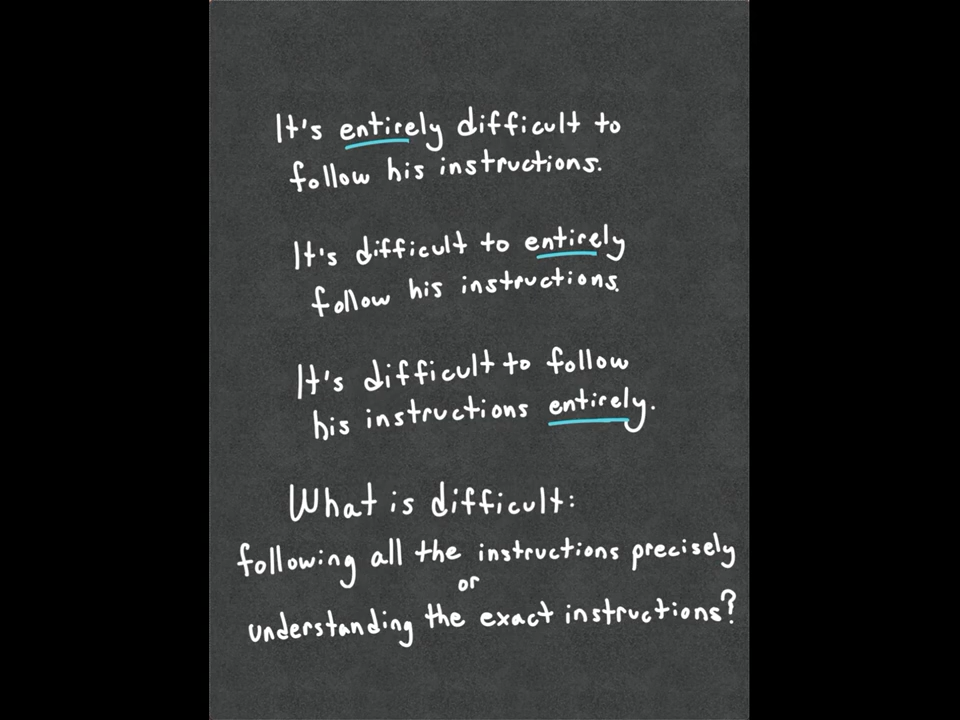 It's entirely difficult to
follow his instructions.
It's difficult to entirely
follow his instructions.
It's difficult to follow
his instructions entirely.
What is difficult:
following all the instructions precisely
or
understanding the exact instructions?